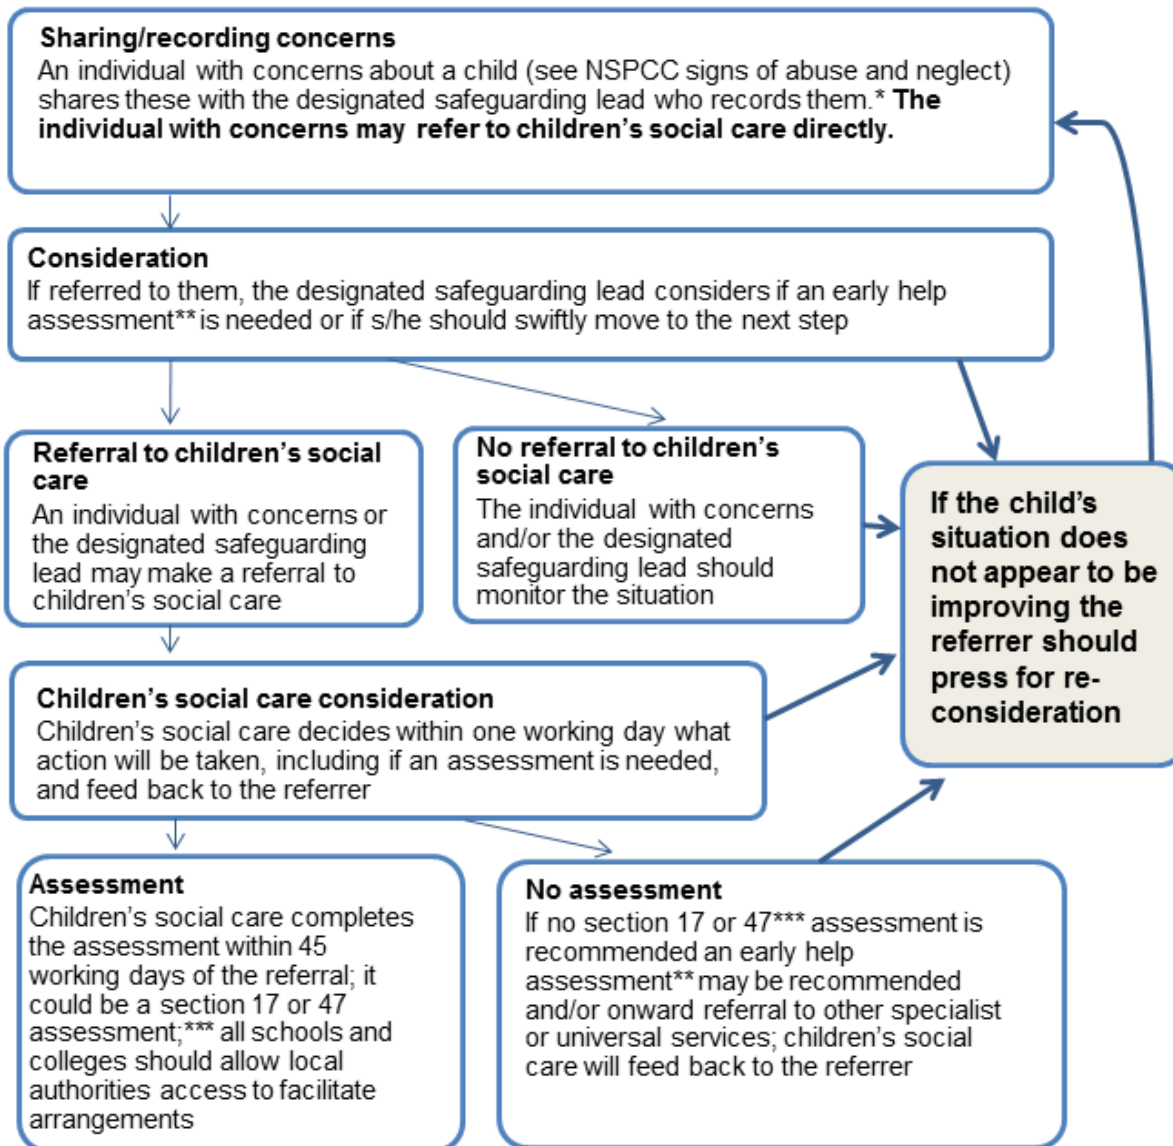 Sharing/recording concerns
An individual with concerns about a child (see NSPCC signs of abuse and neglect)
shares these with the designated safeguarding lead who records them.* The
individual with concerns may refer to children's social care directly.
Consideration
If referred to them, the designated safeguarding lead considers if an early help
assessment** is needed or if s/he should swiftly move to the next step
Referral to children's social
care
An individual with concerns or
the designated safeguarding
lead may make a referral to
children's social care
No referral to children's
social care
The individual with concerns
and/or the designated
safeguarding lead should
monitor the situation
If the child's
situation does
not appear to be
improving the
referrer should
press for re-
consideration
Children's social care consideration
Children's social care decides within one working day what
action will be taken, including if an assessment is needed,
and feed back to the referrer
Assessment
Children's social care completes
the assessment within 45
working days of the referral; it
could be a section 17 or 47
assessment;*** all schools and
colleges should allow local
authorities access to facilitate
arrangements
No assessment
If no section 17 or 47*** assessment is
recommended an early help
assessment** may be recommended
and/or onward referral to other specialist
or universal services; children's social
care will feed back to the referrer